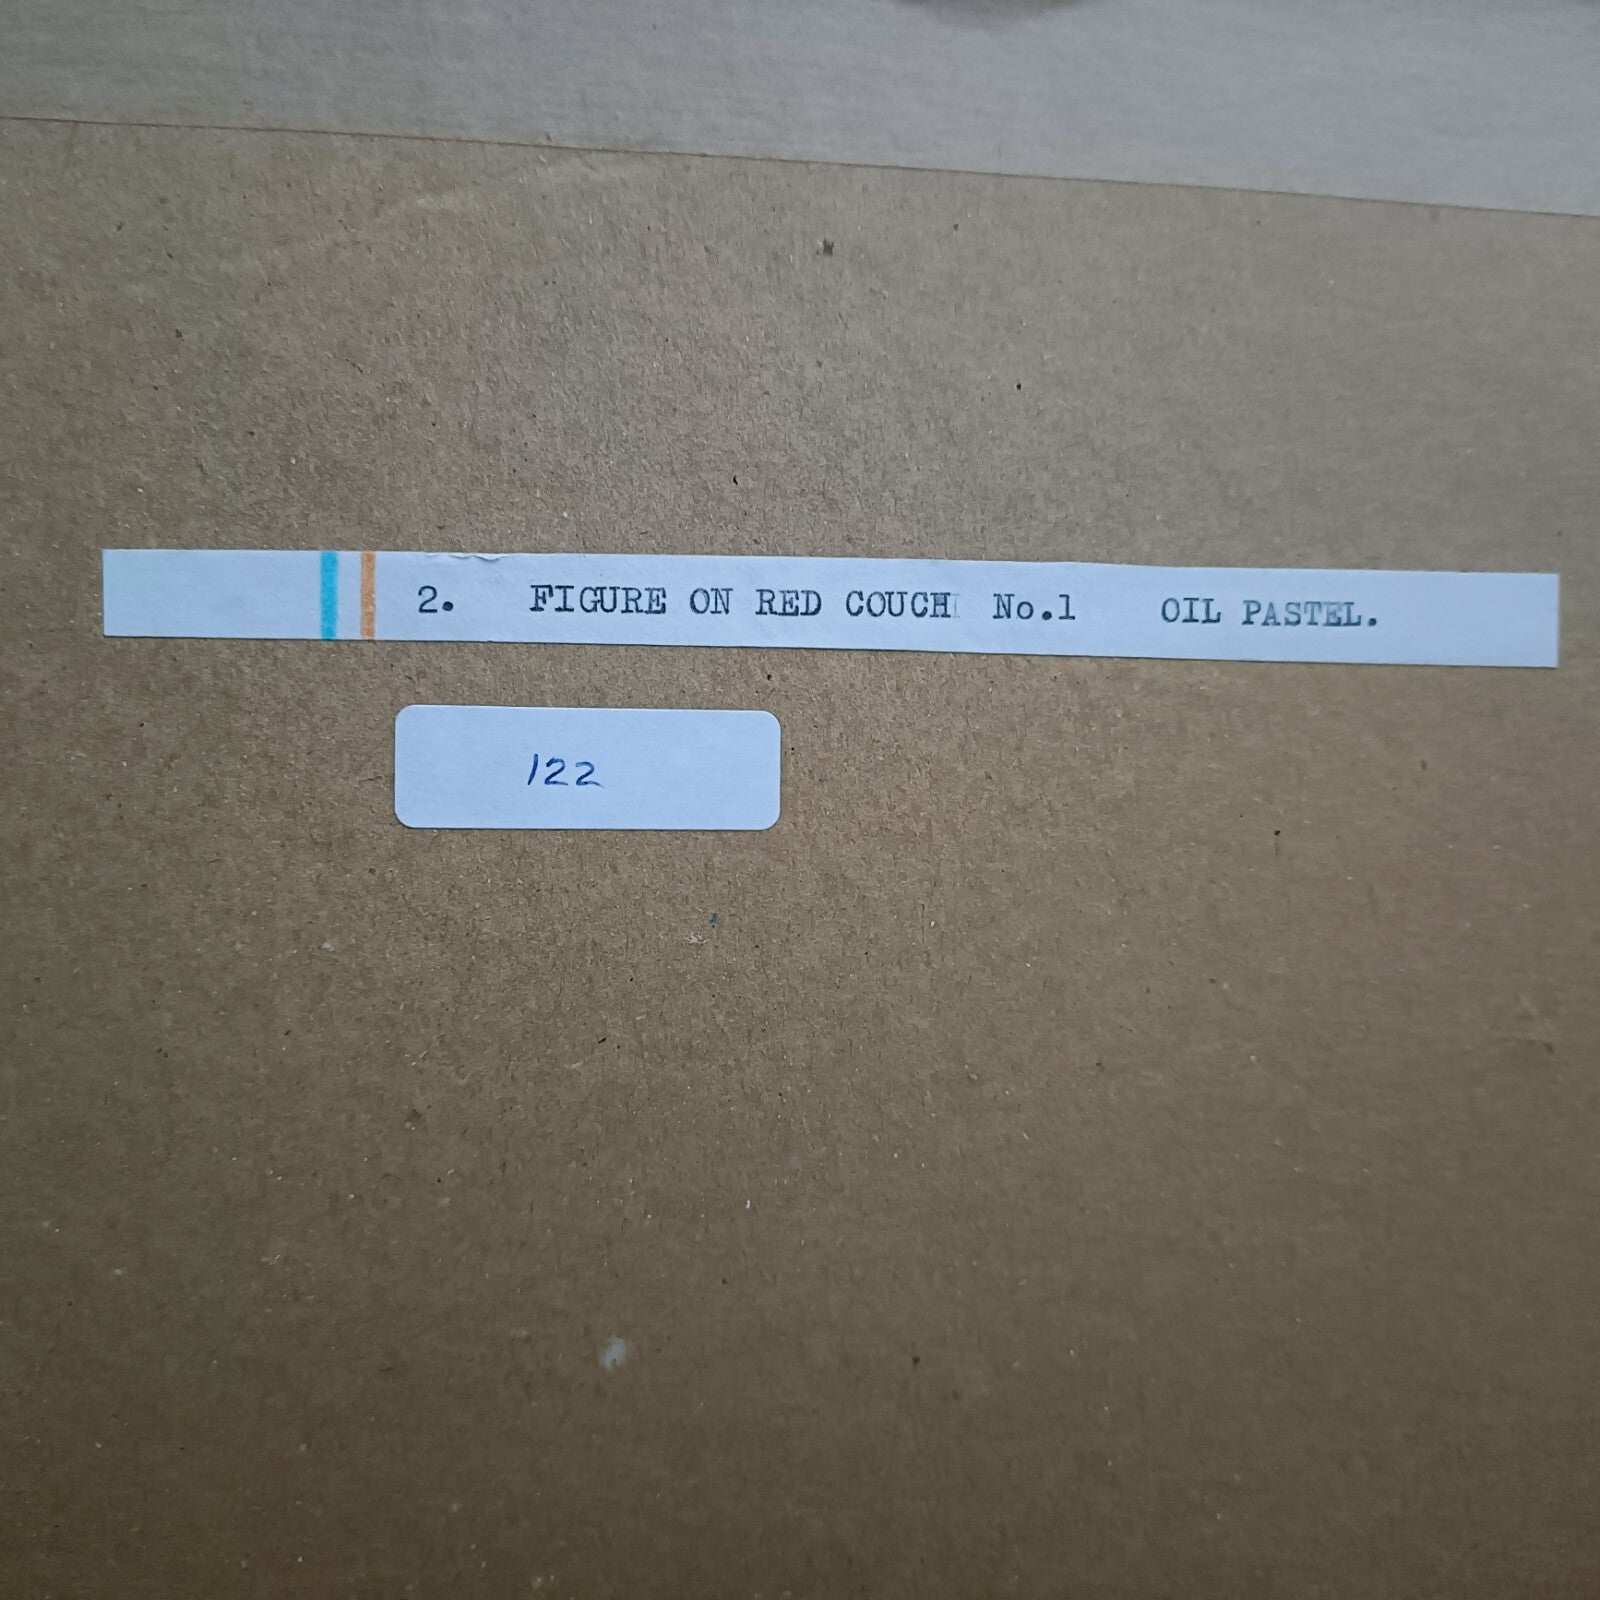 2. FIGURE ON RED COUCH No.1 OIL PASTEL.
122